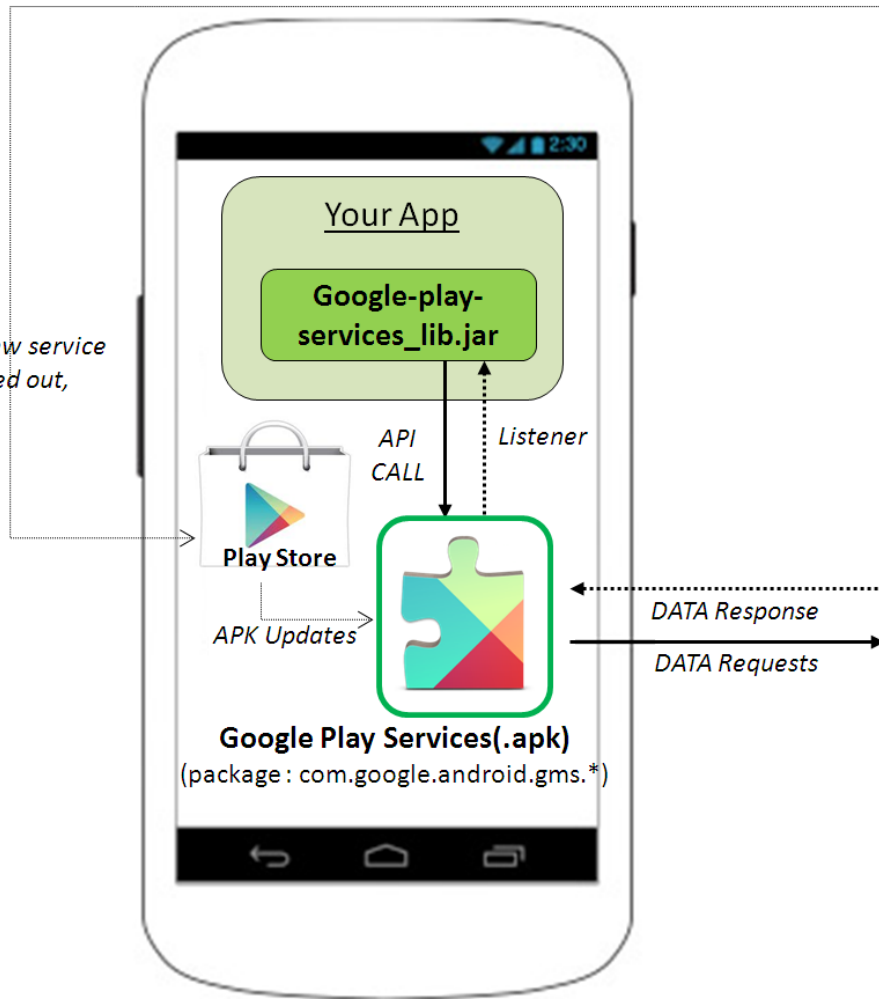 2:30
Your App
Google-play-
services_lib.jar
w service
ed out,
API
CALL
Listener
Play Store
APK Updates
DATA Response
DATA Requests
Google Play Services(.apk)
(package : com.google.android.gms.*)